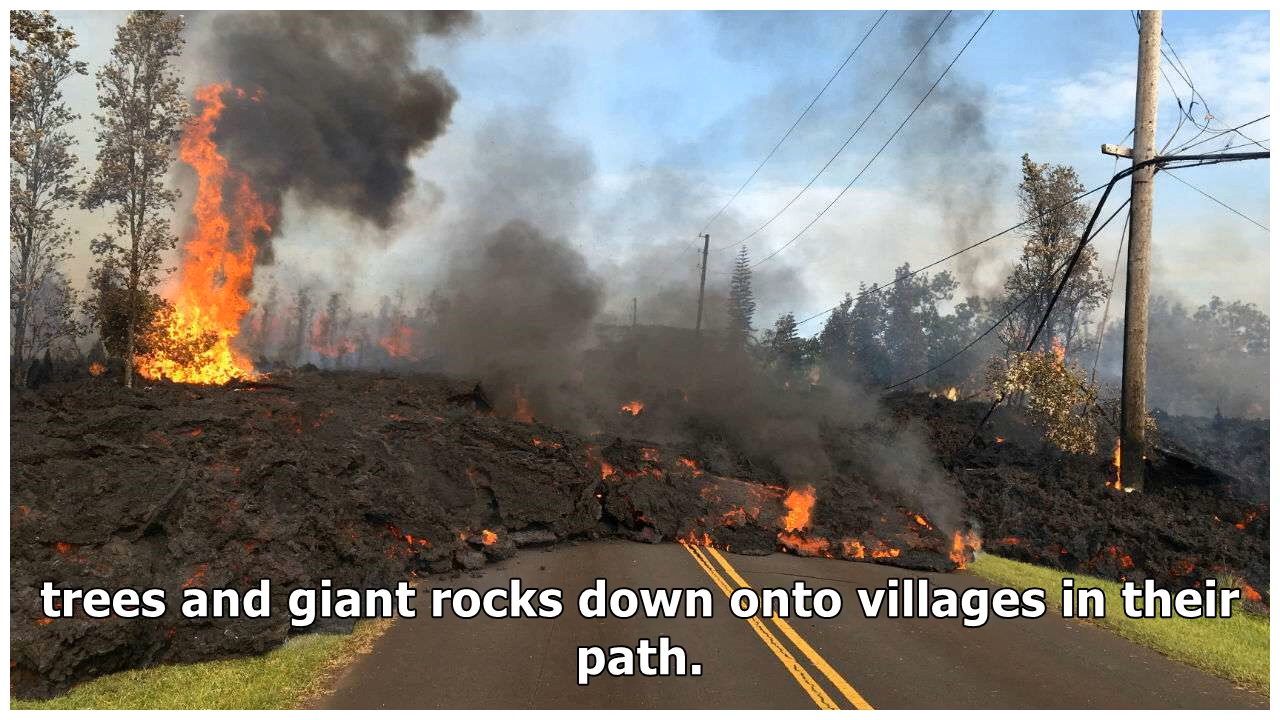 trees and giant rocks down onto villages in their
path.